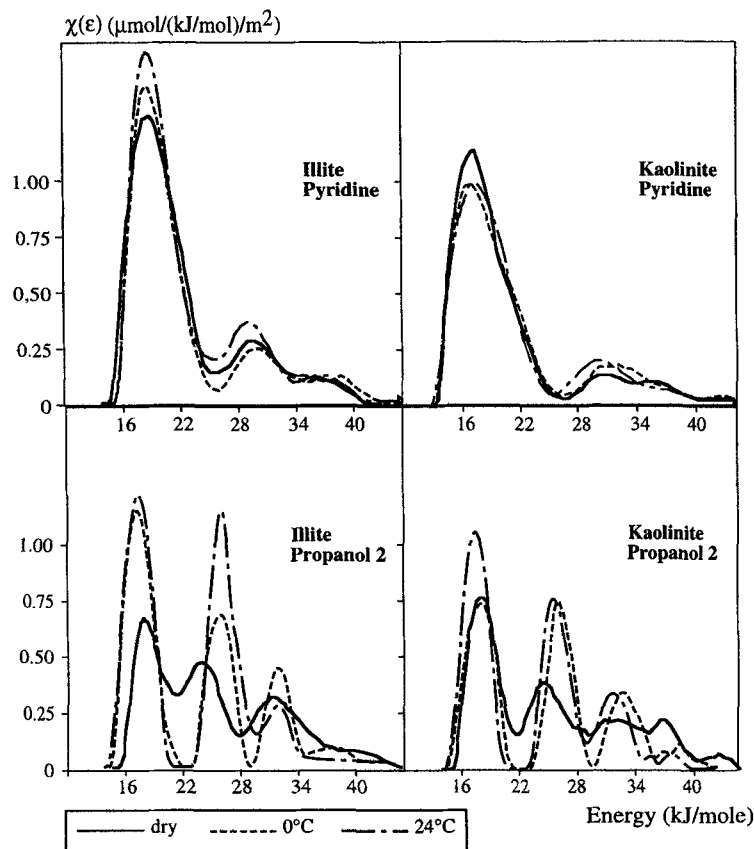 χ(ε) (μmol/(kJ/mol)/m²)
Illite
Pyridine
Kaolinite
Pyridine
1.00
0.75
0,50
0.25
0
16 22 28 34 40
16 22 28 34 40
Illite
Propanol 2
Kaolinite
Propanol 2
1.00
0.75
0.50
0.25
0
16 22 28 34 40
16 22 28 34 40
Energy (kJ/mole)
dry 0°C 24°C